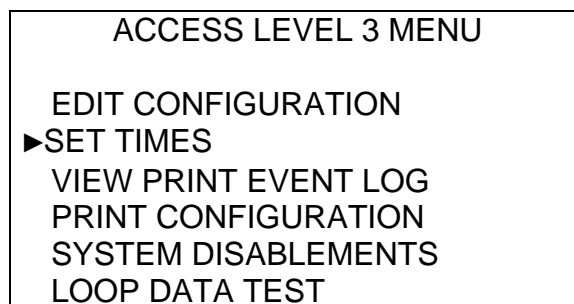 ACCESS LEVEL 3 MENU
EDIT CONFIGURATION
►SET TIMES
VIEW PRINT EVENT LOG
PRINT CONFIGURATION
SYSTEM DISABLEMENTS
LOOP DATA TEST